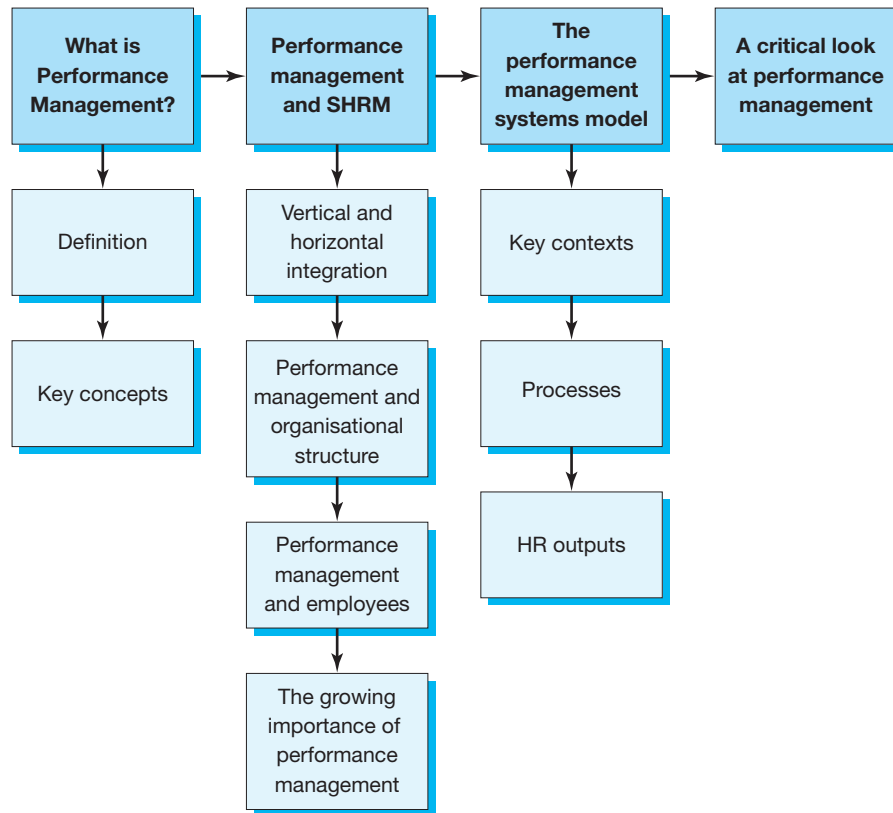 What is
Performance
Management?
Performance
management
and SHRM
The
performance
management
systems model
A critical look
at performance
management
Definition
Key concepts
Vertical and
horizontal
integration
Performance
management and
organisational
structure
Performance
management
and employees
The growing
importance of
performance
management
Key contexts
Processes
HR outputs